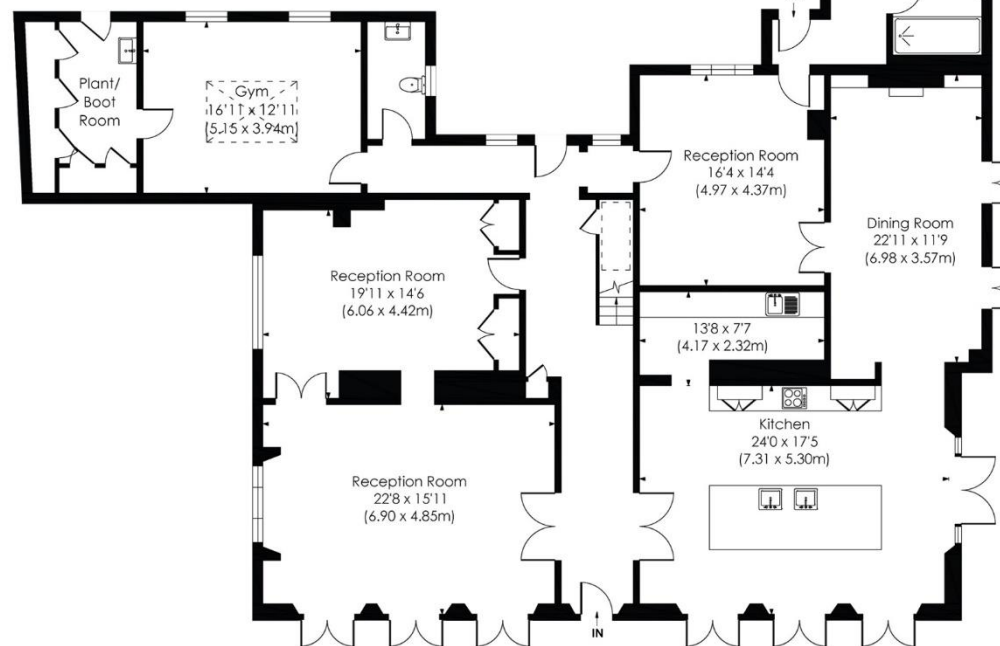 Plant/
Boot
Room
Gym
16'11 x 12'11
(5.15 x 3.94m)
Reception Room
16'4 x 14'4
(4.97 x 4.37m)
Dining Room
22'11 x 11'9
(6.98 x 3.57m)
Reception Room
19'11 x 14'6
(6.06 x 4.42m)
13'8 x 7'7
(4.17 x 2.32m)
Kitchen
24'0 x 17'5
(7.31 x 5.30m)
Reception Room
22'8 x 15'11
(6.90 x 4.85m)
IN